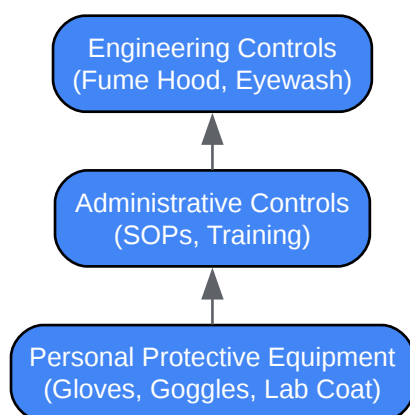 Engineering Controls
(Fume Hood, Eyewash)
Administrative Controls
(SOPs, Training)
Personal Protective Equipment
(Gloves, Goggles, Lab Coat)